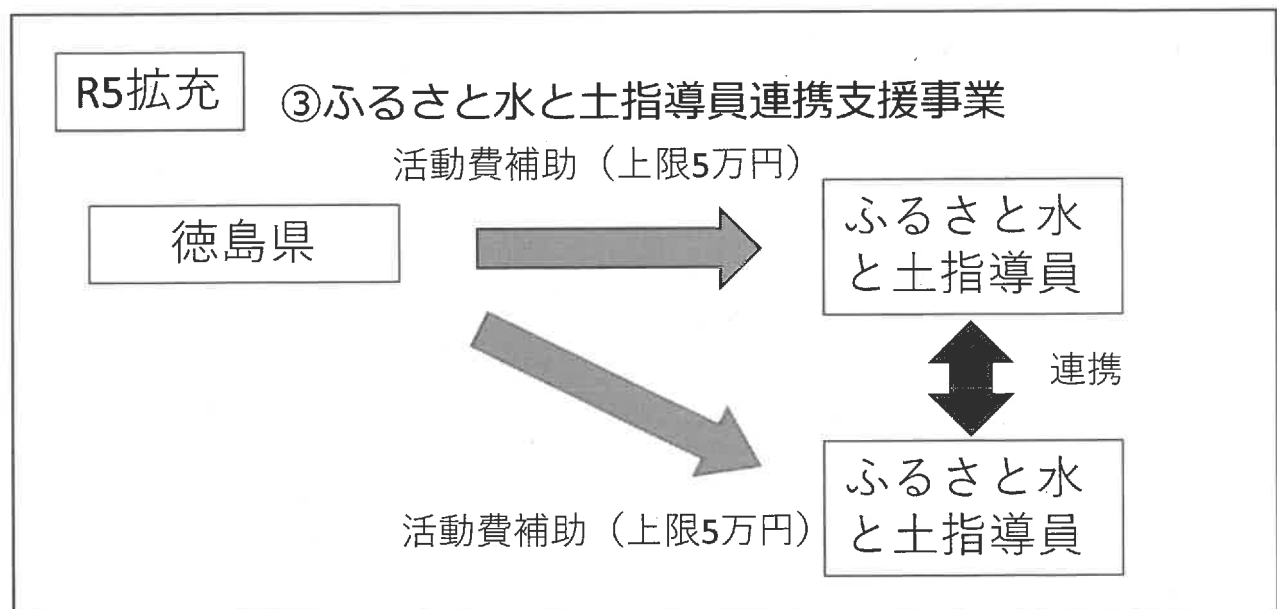 R5拡充
③ふるさと水と土指導員連携支援事業
活動費補助（上限5万円）
徳島県
ふるさと水
と土指導員
連携
ふるさと水
と土指導員
活動費補助（上限5万円）